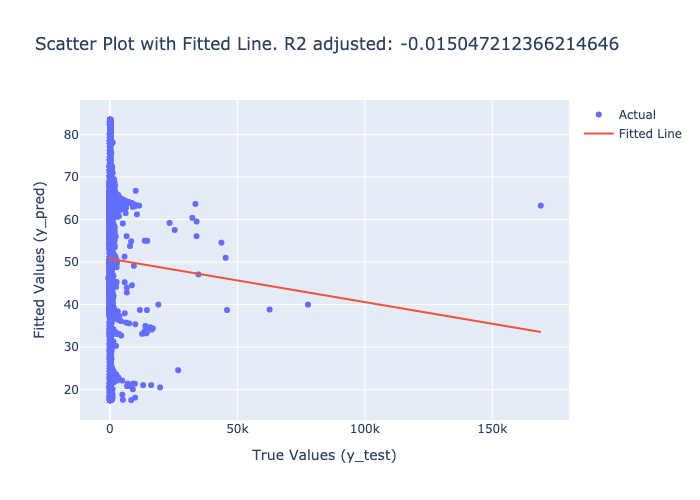 Scatter Plot with Fitted Line. R2 adjusted: -0.015047212366214646
Actual
Fitted Line
80
70
60
50
40
30
20
Fitted Values (y_pred)
0
50k
100k
150k
True Values (y_test)